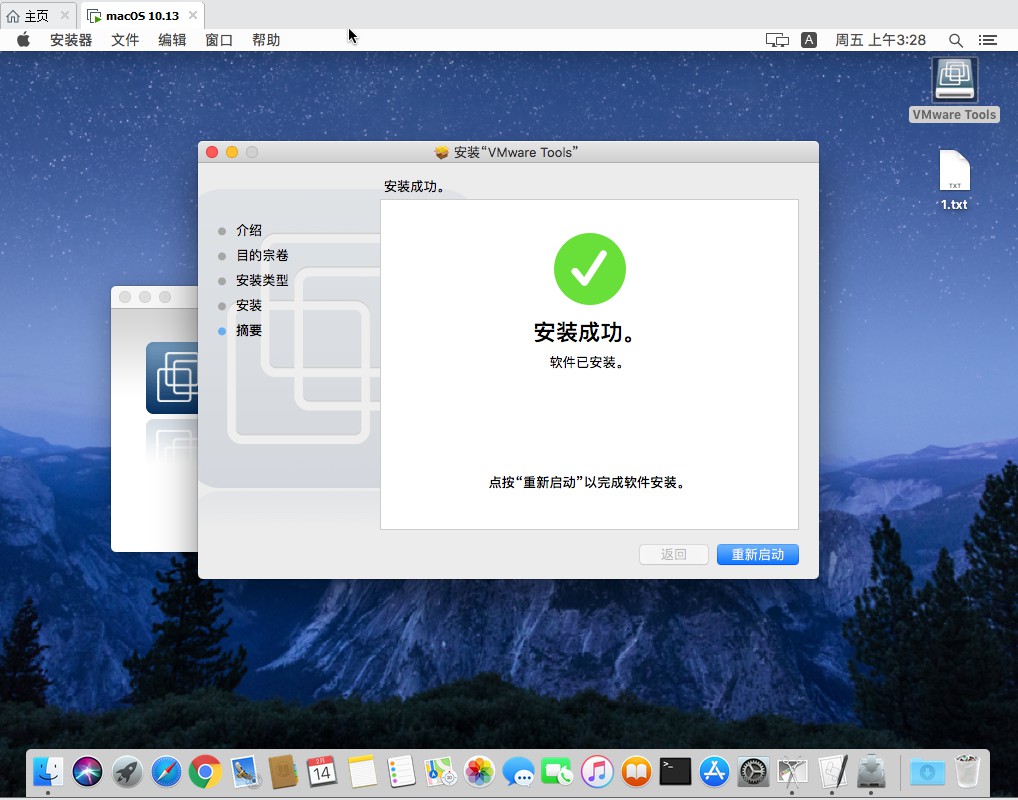 主页
macOS 10.13
安装器 文件 编辑 窗口 帮助
A 周五 上午3:28
VMware Tools
TXT
1.txt
安装“VMware Tools”
安装成功。
介绍
目的宗卷
安装类型
安装
摘要
安装成功。
软件已安装。
点按“重新启动”以完成软件安装。
返回 重新启动
2月
14